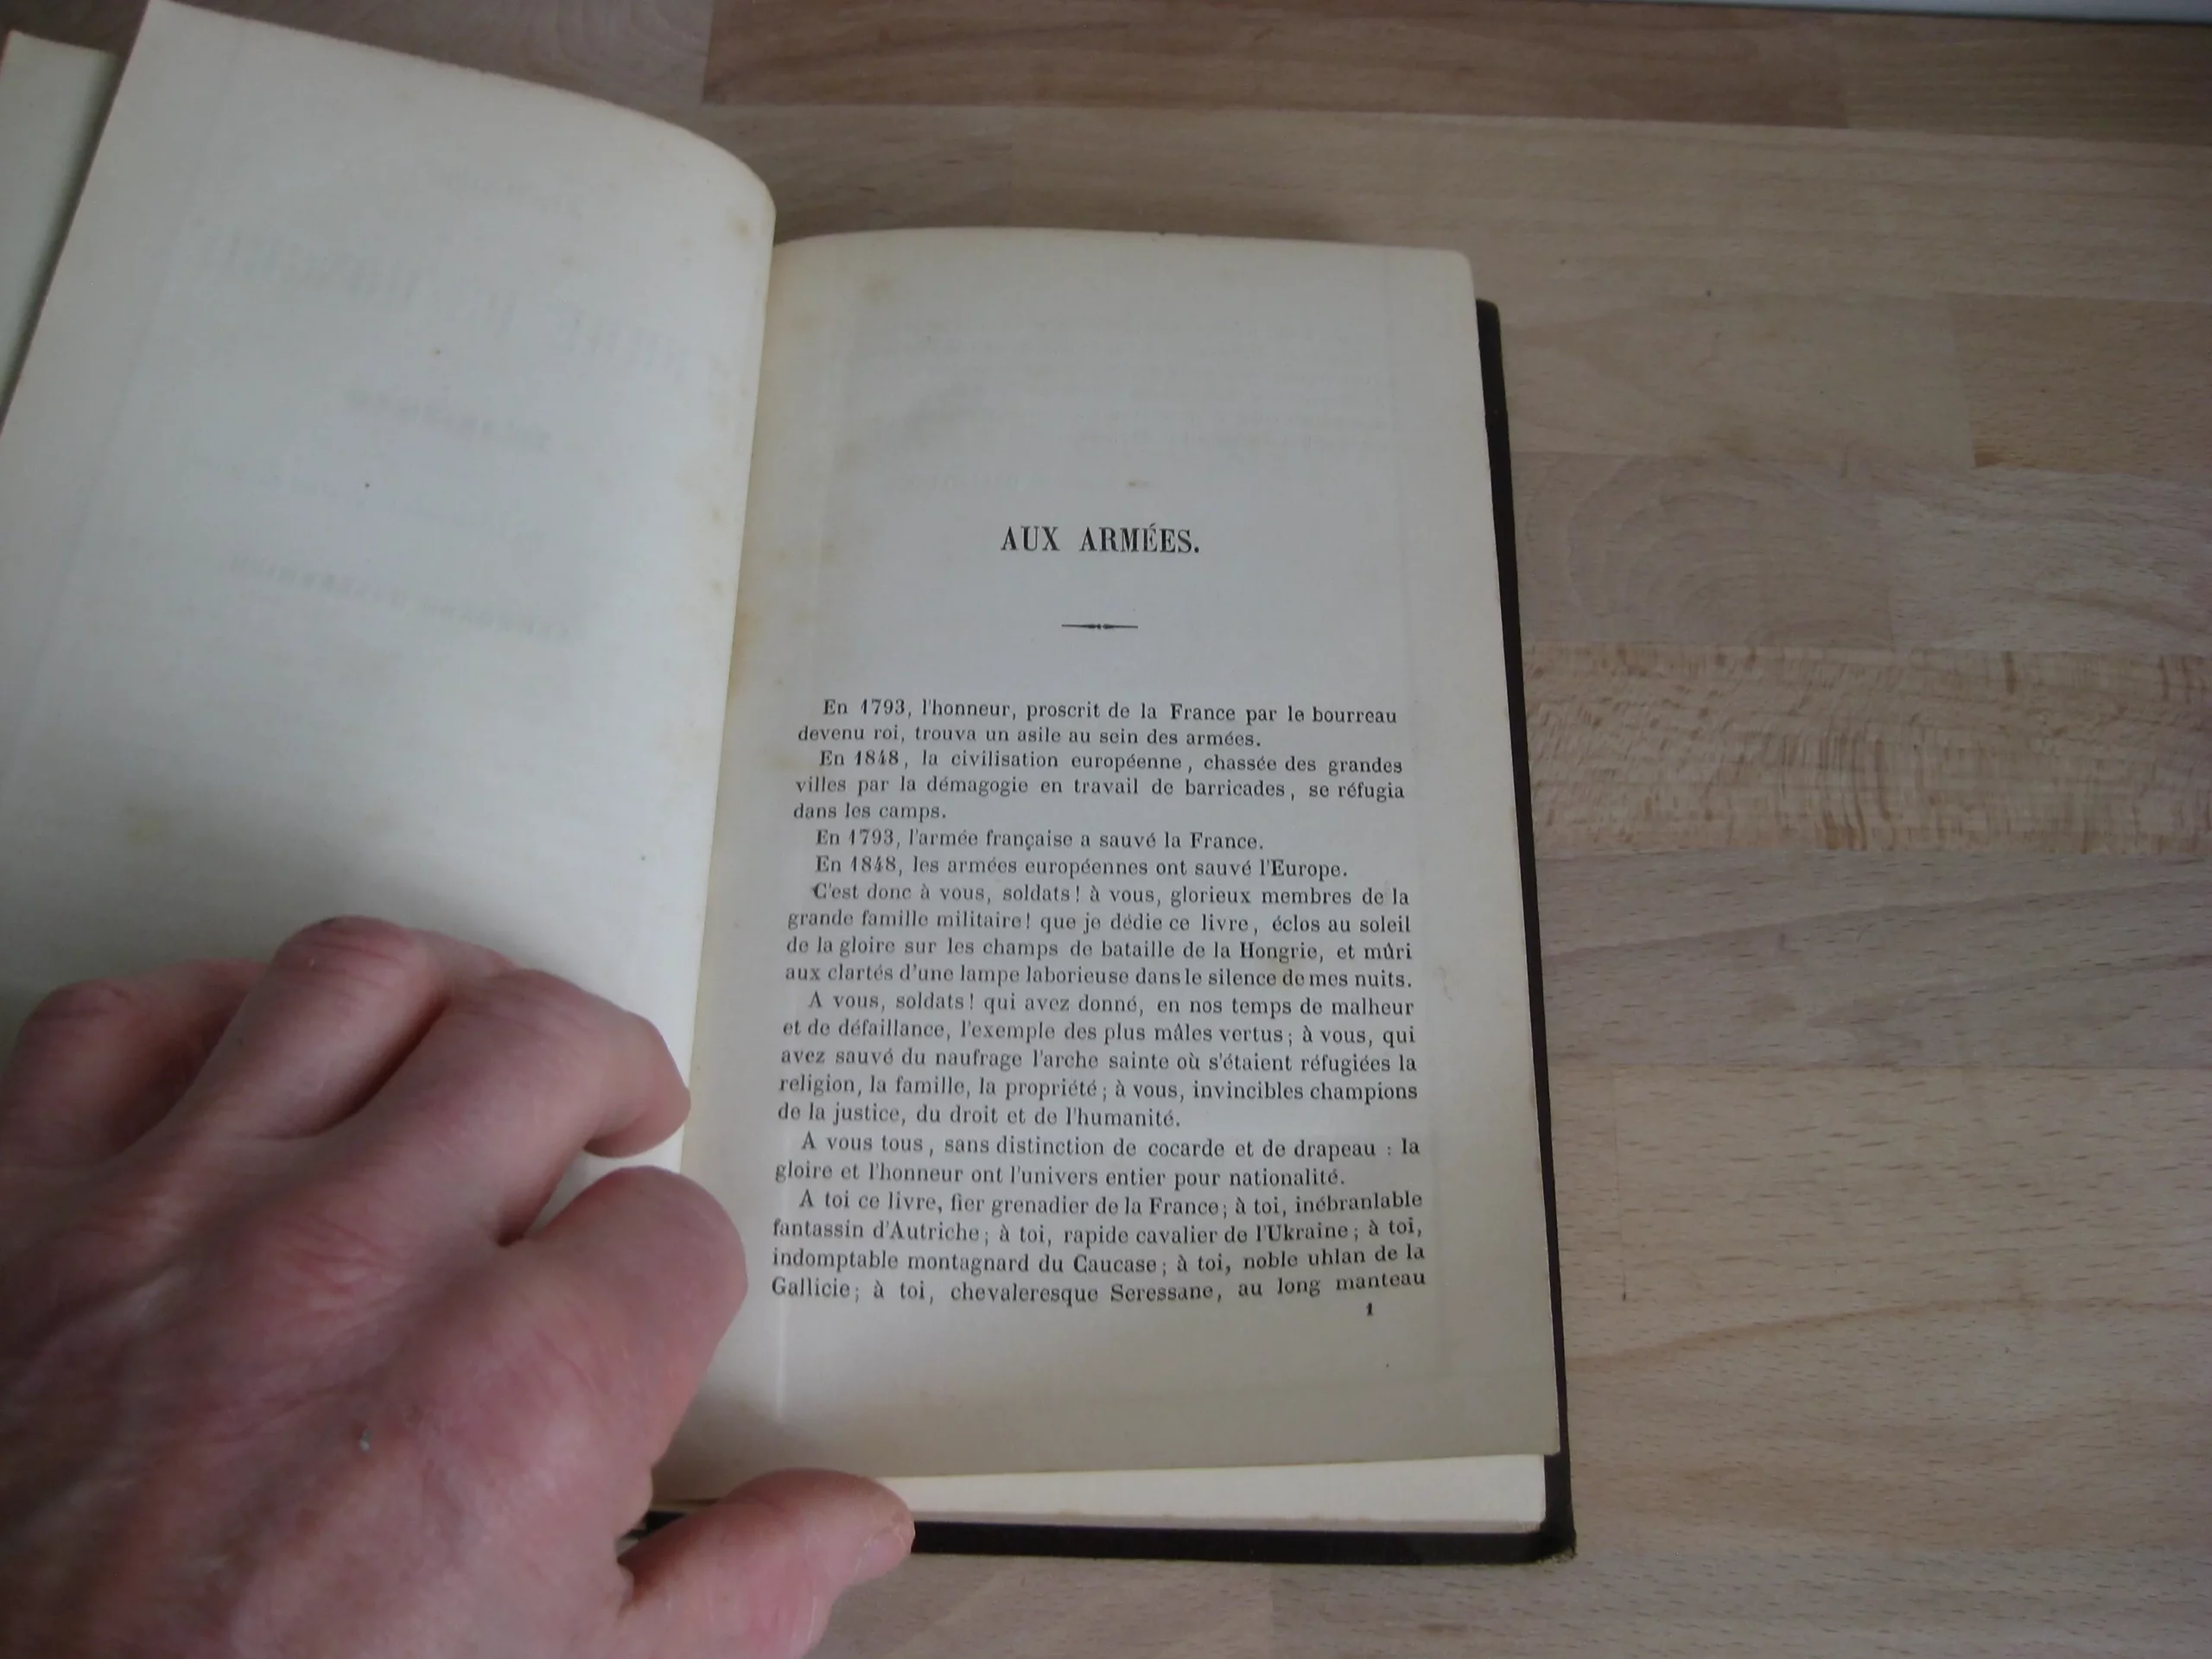 AUX ARMÉES.
En 1793, l'honneur, proscrit de la France par le bourreau
devenu roi, trouva un asile au sein des armées.
En 1848, la civilisation européenne, chassée des grandes
villes par la démagogie en travail de barricades, se réfugia
dans les camps.
En 1793, l'armée française a sauvé la France.
En 1848, les armées européennes ont sauvé l'Europe.
C'est donc à vous, soldats! à vous, glorieux membres de la
grande famille militaire! que je dédie ce livre, éclos au soleil
de la gloire sur les champs de bataille de la Hongrie, et mûri
aux clartés d'une lampe laborieuse dans le silence de mes nuits.
A vous, soldats! qui avez donné, en nos temps de malheur
et de défaillance, l'exemple des plus mâles vertus; à vous, qui
avez sauvé du naufrage l'arche sainte où s'étaient réfugiées la
religion, la famille, la propriété; à vous, invincibles champions
de la justice, du droit et de l'humanité.
A vous tous, sans distinction de cocarde et de drapeau : la
gloire et l'honneur ont l'univers entier pour nationalité.
A toi ce livre, fier grenadier de la France; à toi, inébranlable
fantassin d'Autriche; à toi, rapide cavalier de l'Ukraine; à toi,
indomptable montagnard du Caucase; à toi, noble uhlan de la
Gallicie; à toi, chevaleresque Seressane, au long manteau
1